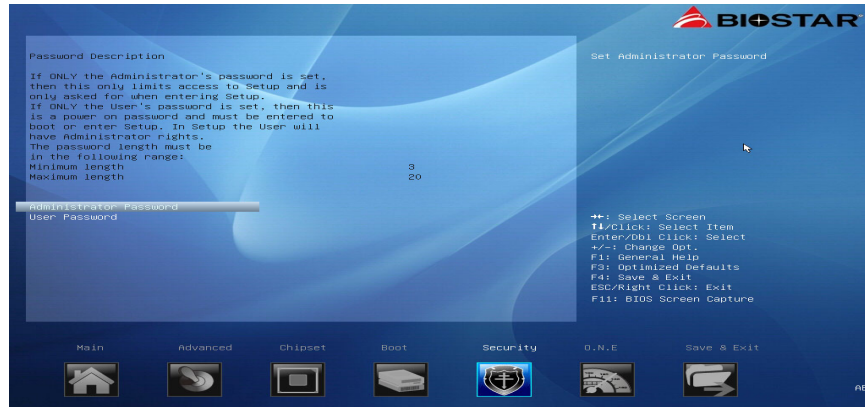 BIOSTAR
Password Description
If ONLY the Administrator's password is set,
then this only limits access to Setup and is
only asked for when entering Setup.
If ONLY the User's password is set, then this
is a power on password and must be entered to
boot or enter Setup. In Setup the User will
have Administrator rights.
The password length must be
in the following range:
Minimum length 3
Maximum length 20
Administrator Password
User Password
Set Administrator Password
→←: Select Screen
↑↓/Click: Select Item
Enter/Dbl Click: Select
+/-: Change Opt.
F1: General Help
F3: Optimized Defaults
F4: Save & Exit
ESC/Right Click: Exit
F11: BIOS Screen Capture
Main Advanced Chipset Boot Security O.N.E Save & Exit